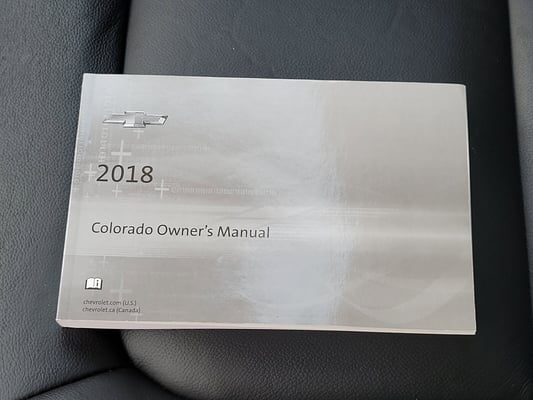 2018
Colorado Owner's Manual
chevrolet.com (U.S.)
chevrolet.ca (Canada)